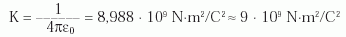 K = 1/4πε₀ = 8,988 · 10⁹ N·m²/C² ≈ 9 · 10⁹ N·m²/C²